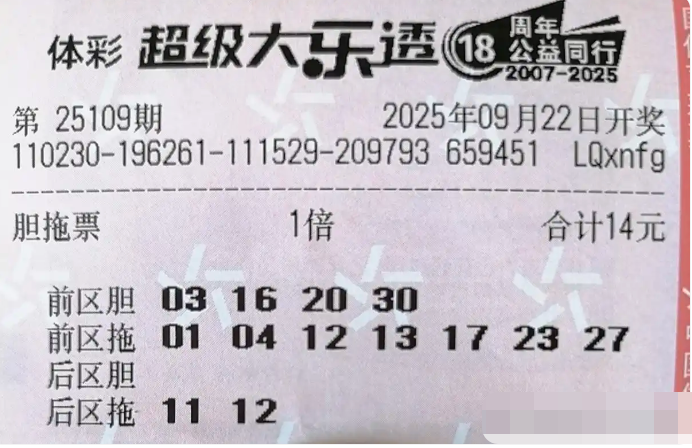 体彩 超级大乐透 18 周年
公益同行
2007-2025
第 25109期 2025年09月22日开奖
110230-196261-111529-209793 659451 LQxnfg
胆拖票 1倍 合计14元
前区胆 03 16 20 30
前区拖 01 04 12 13 17 23 27
后区胆
后区拖 11 12